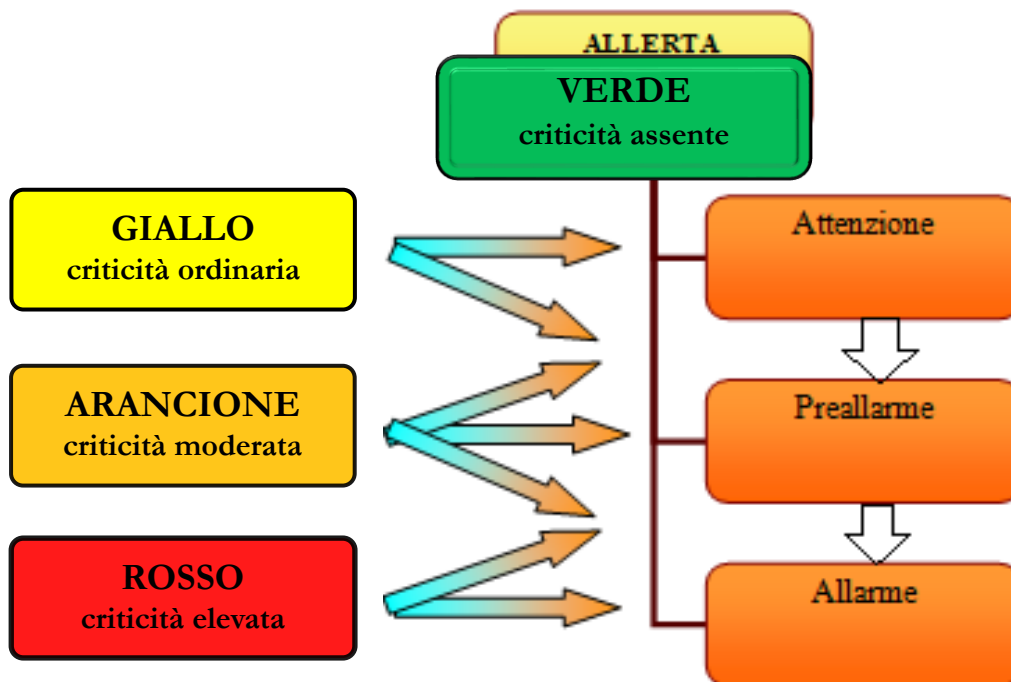 ALLERTA
VERDE
criticità assente
GIALLO
criticità ordinaria
Attenzione
ARANCIONE
criticità moderata
Preallarme
ROSSO
criticità elevata
Allarme